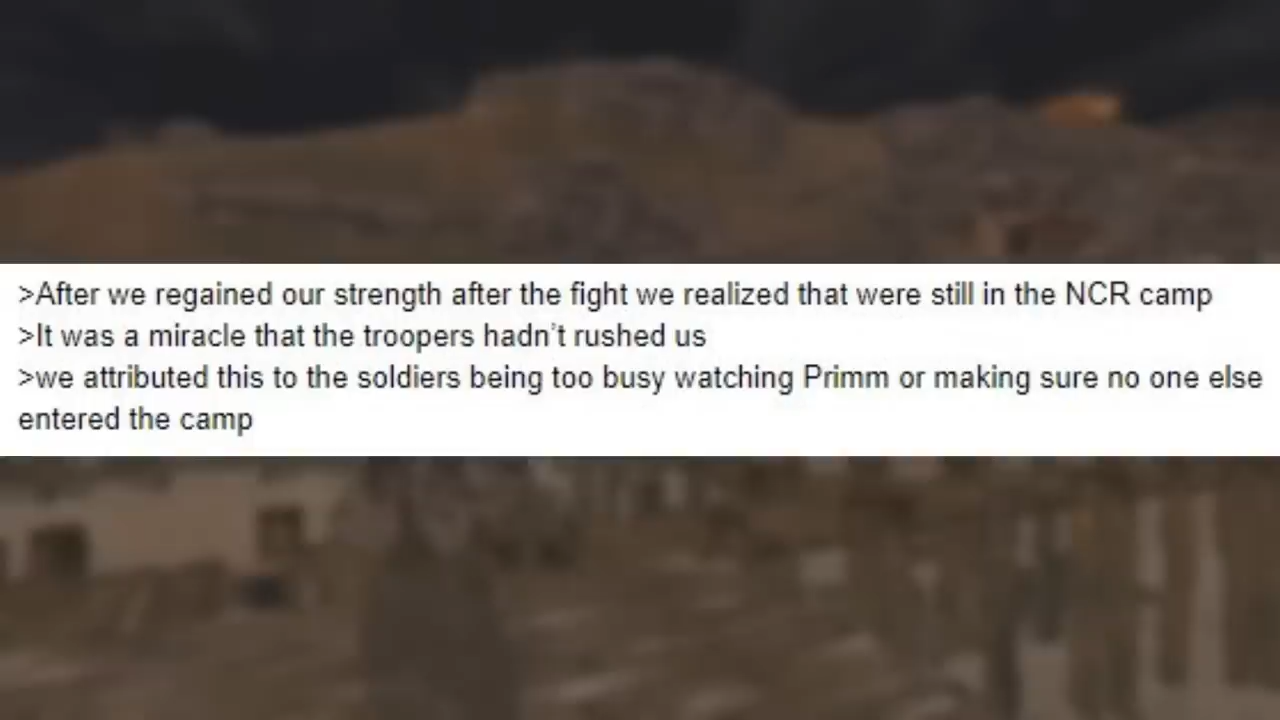 >After we regained our strength after the fight we realized that were still in the NCR camp
>It was a miracle that the troopers hadn’t rushed us
>we attributed this to the soldiers being too busy watching Primm or making sure no one else
entered the camp